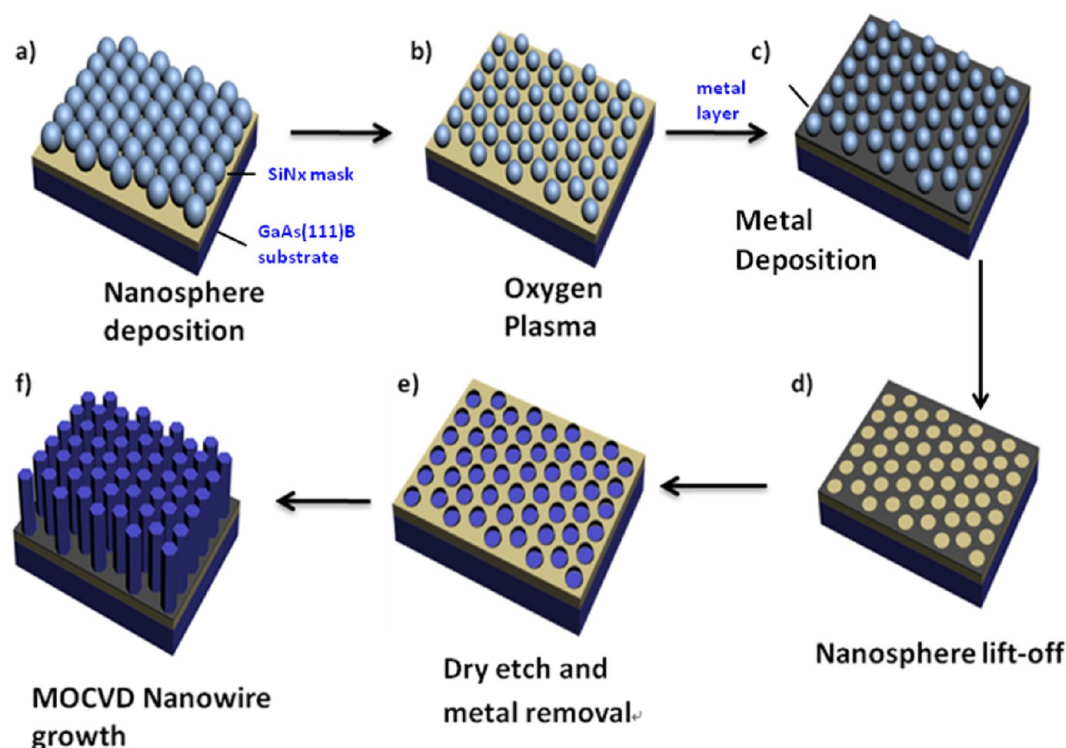 a)
SiNx mask
GaAs(111)B
substrate
Nanosphere
deposition
b)
Oxygen
Plasma
metal
layer
c)
Metal
Deposition
d)
Nanosphere lift-off
e)
Dry etch and
metal removal↵
f)
MOCVD Nanowire
growth